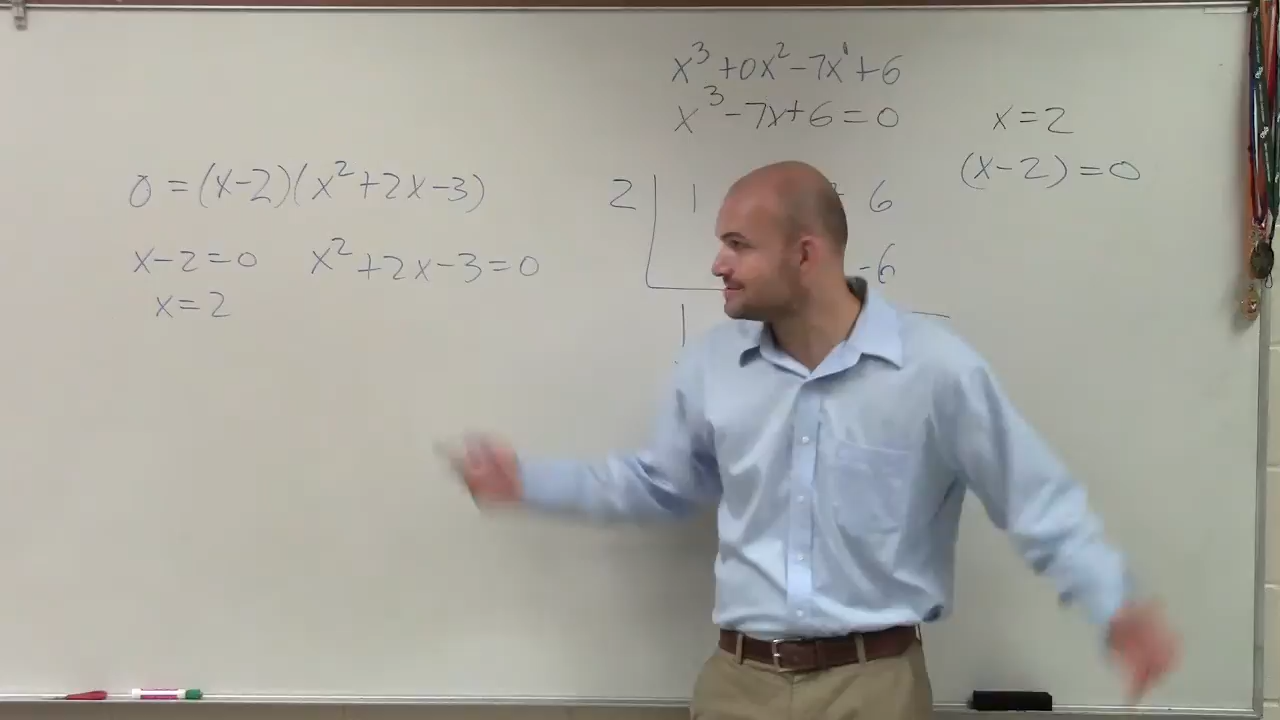 x³+0x²-7x¹+6
x³-7x+6=0
x=2
(x-2)=0
0=(x-2)(x²+2x-3)
x-2=0 x²+2x-3=0
x=2
2 1 6
-6
1